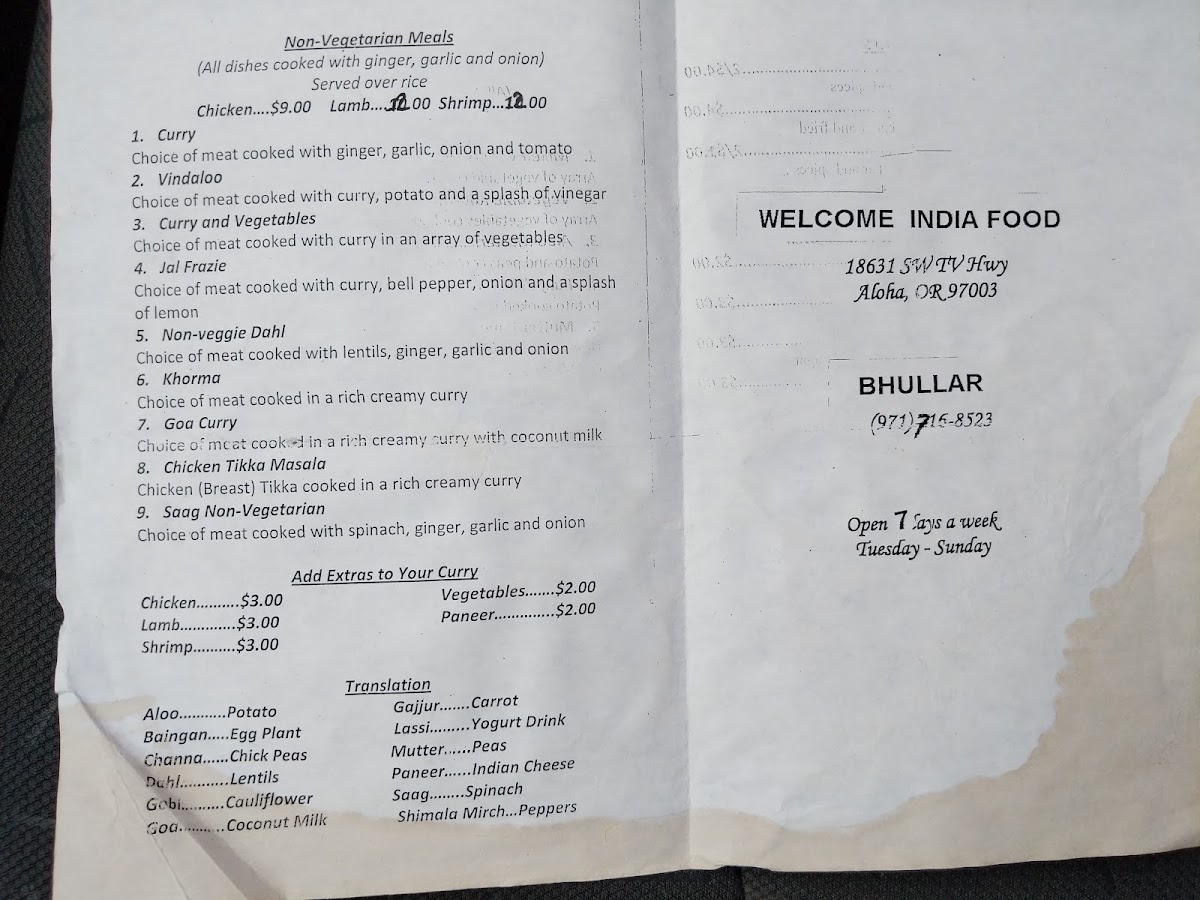 Non-Vegetarian Meals
(All dishes cooked with ginger, garlic and onion)
Served over rice
Chicken....$9.00 Lamb....12.00 Shrimp...12.00
1. Curry
Choice of meat cooked with ginger, garlic, onion and tomato
2. Vindaloo
Choice of meat cooked with curry, potato and a splash of vinegar
3. Curry and Vegetables
Choice of meat cooked with curry in an array of vegetables
4. Jal Frazie
Choice of meat cooked with curry, bell pepper, onion and a splash
of lemon
5. Non-veggie Dahl
Choice of meat cooked with lentils, ginger, garlic and onion
6. Khorma
Choice of meat cooked in a rich creamy curry
7. Goa Curry
Choice of meat cooked in a rich creamy curry with coconut milk
8. Chicken Tikka Masala
Chicken (Breast) Tikka cooked in a rich creamy curry
9. Saag Non-Vegetarian
Choice of meat cooked with spinach, ginger, garlic and onion
Add Extras to Your Curry
Chicken..........$3.00
Lamb.............$3.00
Shrimp..........$3.00
Vegetables.......$2.00
Paneer..............$2.00
Translation
Aloo...........Potato
Baingan.....Egg Plant
Channa......Chick Peas
Dahl...........Lentils
Gobi..........Cauliflower
Goa...........Coconut Milk
Gajjur.......Carrot
Lassi.........Yogurt Drink
Mutter......Peas
Paneer......Indian Cheese
Saag........Spinach
Shimala Mirch...Peppers
WELCOME INDIA FOOD
18631 SW TV Hwy
Aloha, OR 97003
BHULLAR
(971)716-8523
Open 7 days a week
Tuesday - Sunday